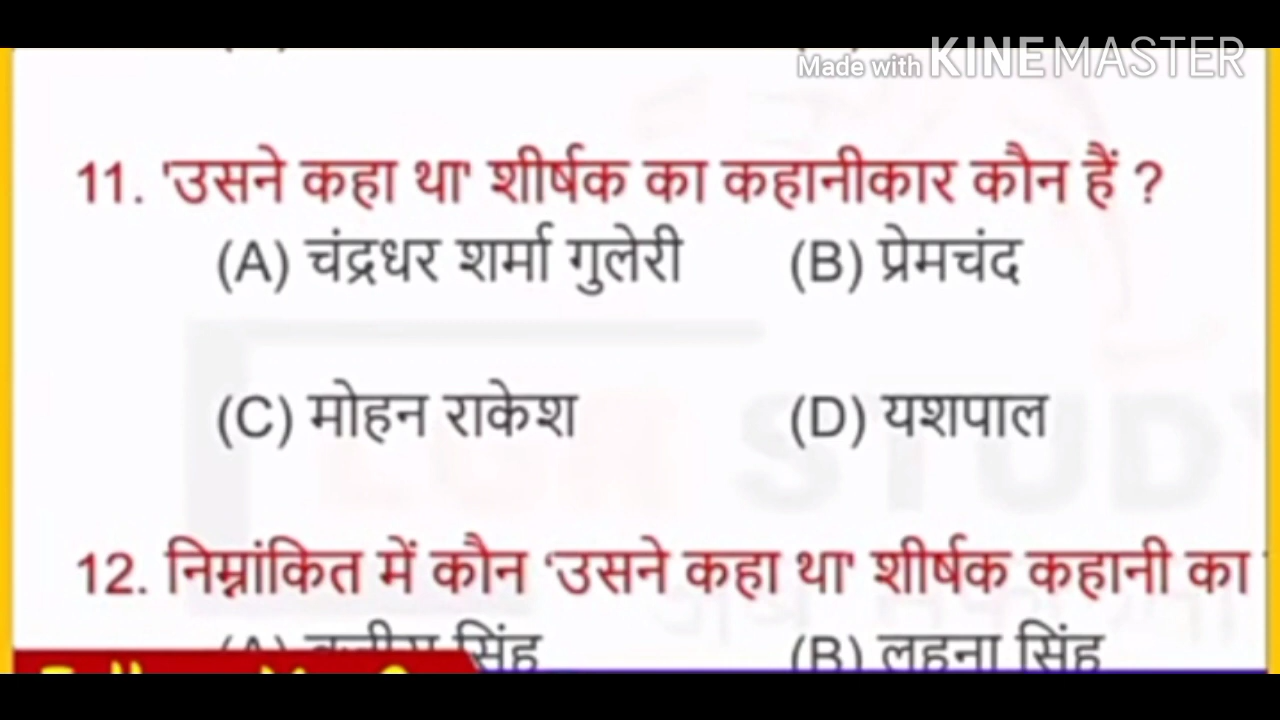 Made with KINEMASTER
11. 'उसने कहा था' शीर्षक का कहानीकार कौन हैं ?
(A) चंद्रधर शर्मा गुलेरी (B) प्रेमचंद
(C) मोहन राकेश (D) यशपाल
STUD
12. निम्नांकित में कौन 'उसने कहा था' शीर्षक कहानी का
(A) सिंह (B) लहना सिंह